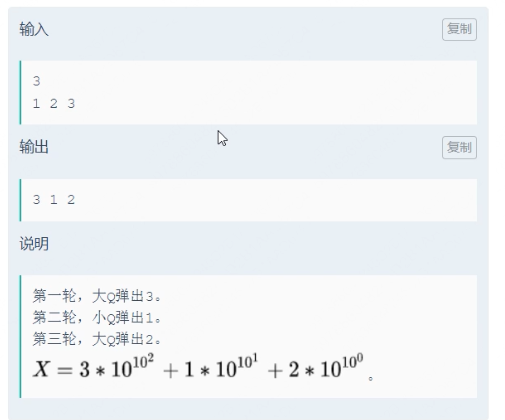 输入
复制
3
1 2 3
输出
复制
3 1 2
说明
第一轮，大Q弹出3。
第二轮，小Q弹出1。
第三轮，大Q弹出2。
X = 3 * 10^{10^2} + 1 * 10^{10^1} + 2 * 10^{10^0} 。